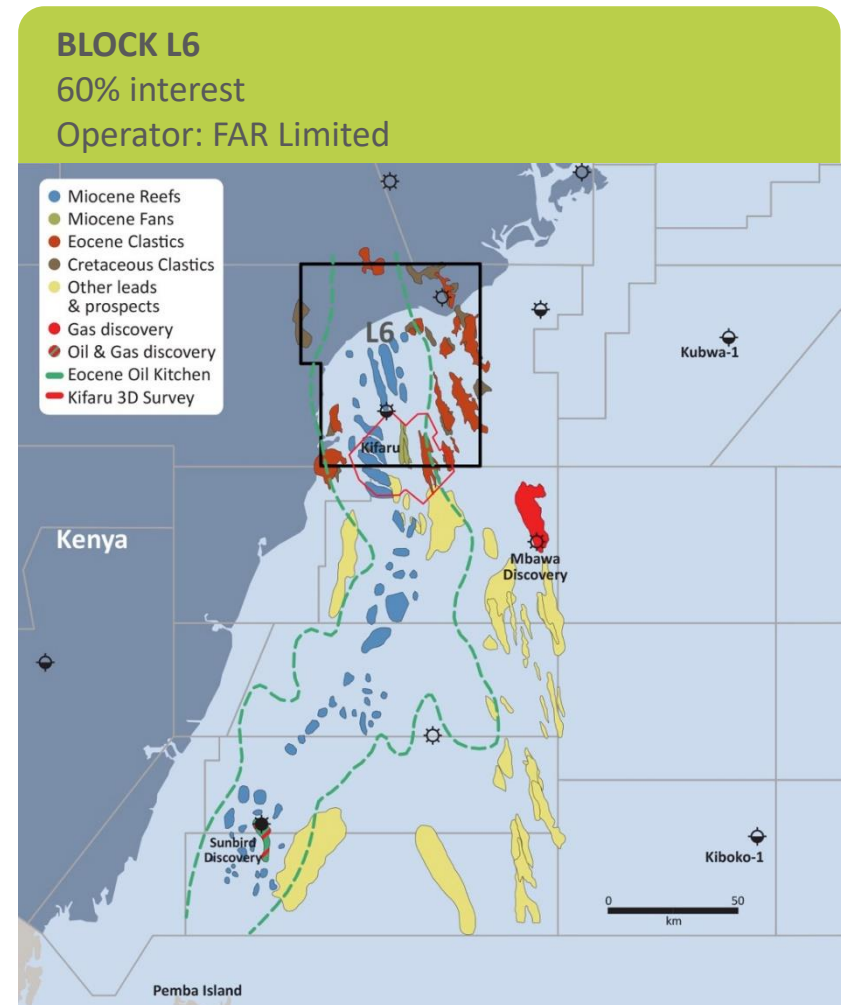 BLOCK L6
60% interest
Operator: FAR Limited
Miocene Reefs
Miocene Fans
Eocene Clastics
Cretaceous Clastics
Other leads
& prospects
Gas discovery
Oil & Gas discovery
Eocene Oil Kitchen
Kifaru 3D Survey
L6
Kubwa-1
Kifaru
Kenya
Mbawa
Discovery
Sunbird
Discovery
Kiboko-1
0 50
km
Pemba Island